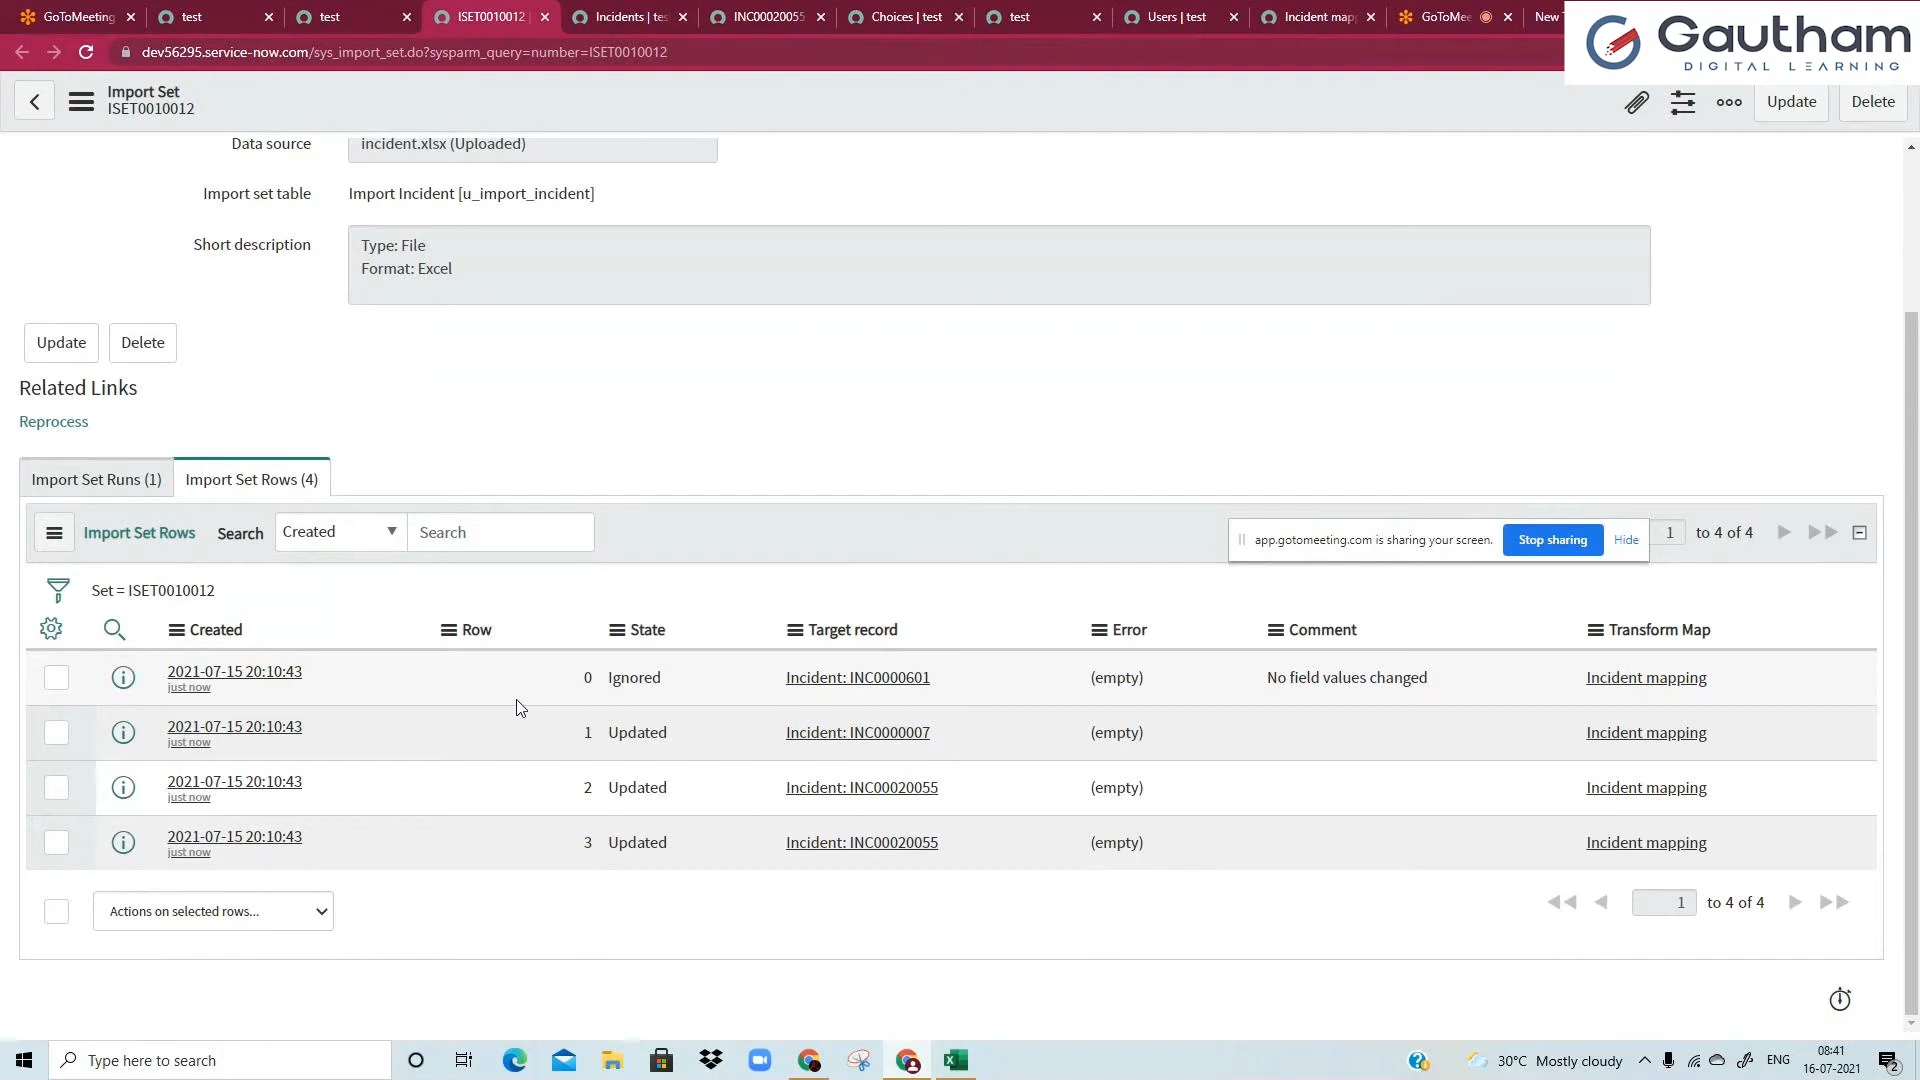 GoToMeeting
test
test
ISET0010012 |
Incidents | tes
INC00020055
Choices | test
test
Users | test
Incident map
GoToMee
New T
dev56295.service-now.com/sys_import_set.do?sysparm_query=number=ISET0010012
Gautham
DIGITAL LEARNING
Import Set
ISET0010012
Update
Delete
Data source
incident.xlsx (Uploaded)
Import set table
Import Incident [u_import_incident]
Short description
Type: File
Format: Excel
Update
Delete
Related Links
Reprocess
Import Set Runs (1)
Import Set Rows (4)
Import Set Rows
Search
Created
Search
app.gotomeeting.com is sharing your screen.
Stop sharing
Hide
1 to 4 of 4
Set = ISET0010012
Created Row State Target record Error Comment Transform Map
2021-07-15 20:10:43 0 Ignored Incident: INC0000601 (empty) No field values changed Incident mapping
just now
2021-07-15 20:10:43 1 Updated Incident: INC0000007 (empty) Incident mapping
just now
2021-07-15 20:10:43 2 Updated Incident: INC00020055 (empty) Incident mapping
just now
2021-07-15 20:10:43 3 Updated Incident: INC00020055 (empty) Incident mapping
just now
Actions on selected rows...
1 to 4 of 4
Type here to search
30°C Mostly cloudy
ENG
08:41
16-07-2021
2